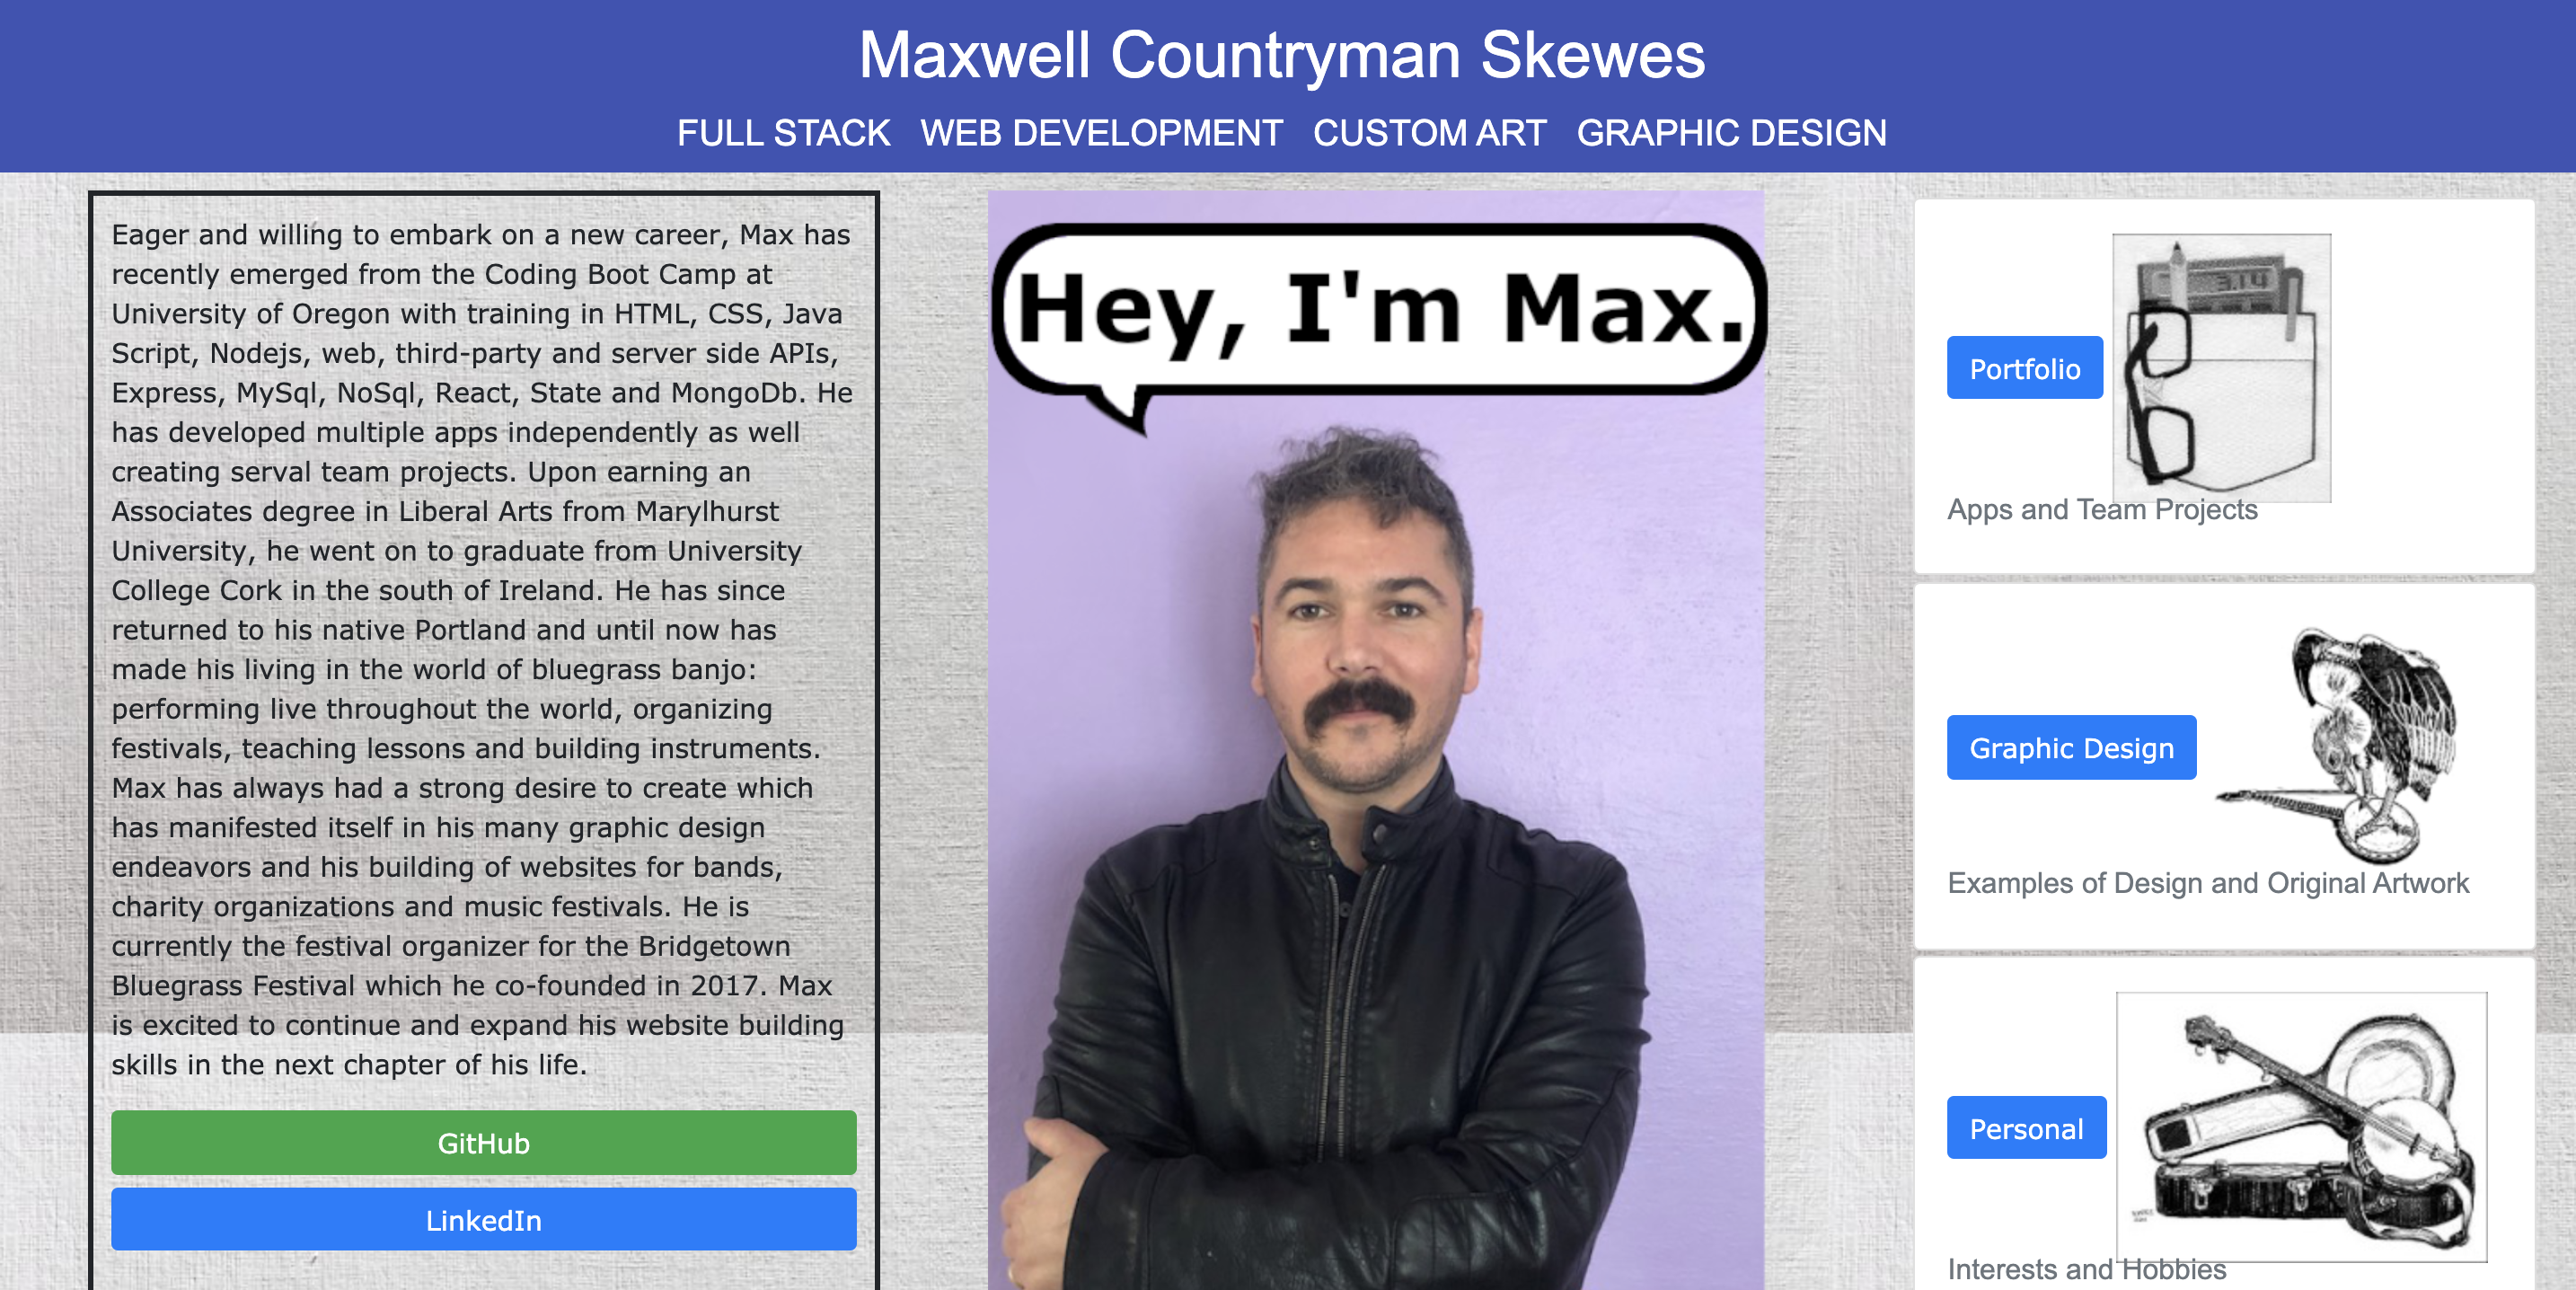 Maxwell Countryman Skewes
FULL STACK WEB DEVELOPMENT CUSTOM ART GRAPHIC DESIGN
Eager and willing to embark on a new career, Max has
recently emerged from the Coding Boot Camp at
University of Oregon with training in HTML, CSS, Java
Script, Nodejs, web, third-party and server side APIs,
Express, MySql, NoSql, React, State and MongoDb. He
has developed multiple apps independently as well
creating serval team projects. Upon earning an
Associates degree in Liberal Arts from Marylhurst
University, he went on to graduate from University
College Cork in the south of Ireland. He has since
returned to his native Portland and until now has
made his living in the world of bluegrass banjo:
performing live throughout the world, organizing
festivals, teaching lessons and building instruments.
Max has always had a strong desire to create which
has manifested itself in his many graphic design
endeavors and his building of websites for bands,
charity organizations and music festivals. He is
currently the festival organizer for the Bridgetown
Bluegrass Festival which he co-founded in 2017. Max
is excited to continue and expand his website building
skills in the next chapter of his life.
GitHub
LinkedIn
Hey, I'm Max.
3.14
Portfolio
Apps and Team Projects
Graphic Design
Examples of Design and Original Artwork
Personal
Interests and Hobbies